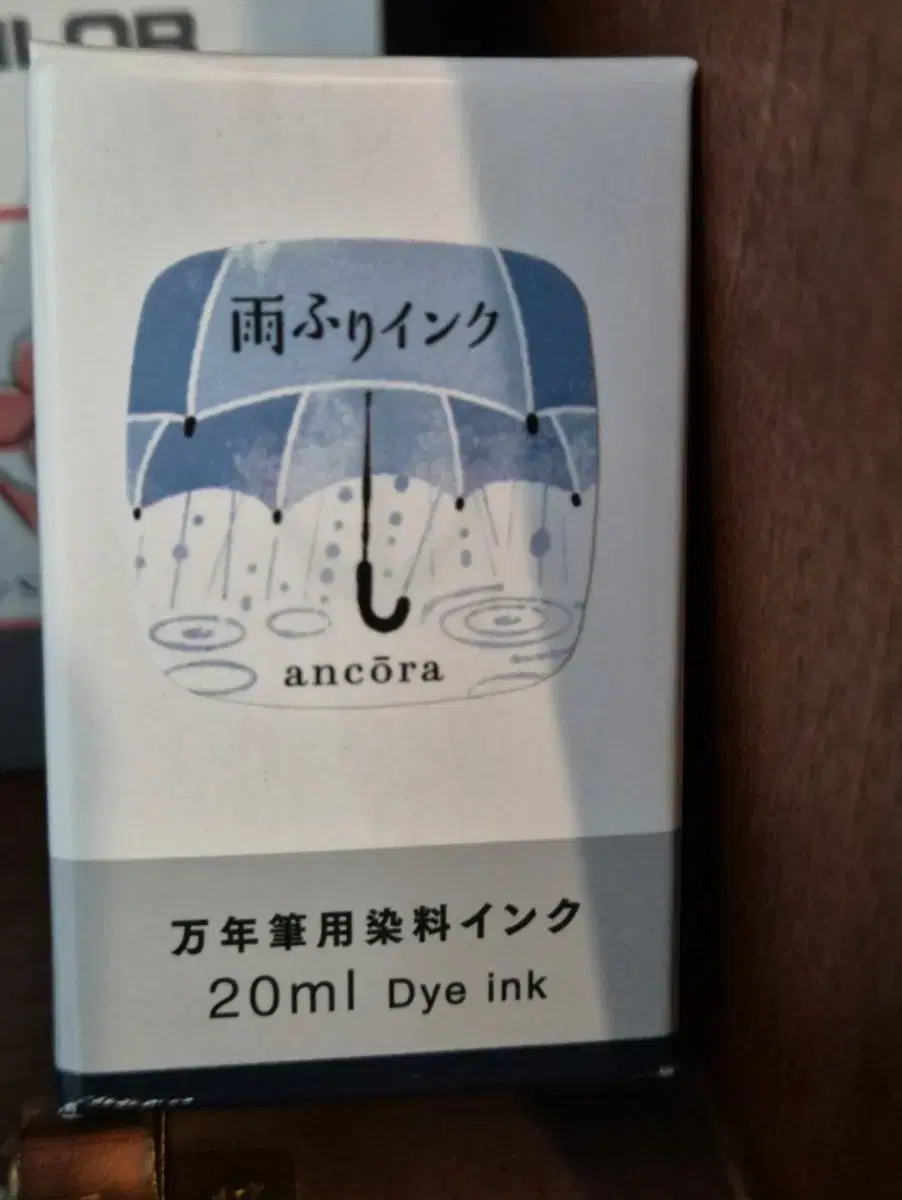 雨ふりインク
ancōra
万年筆用染料インク
20ml Dye ink